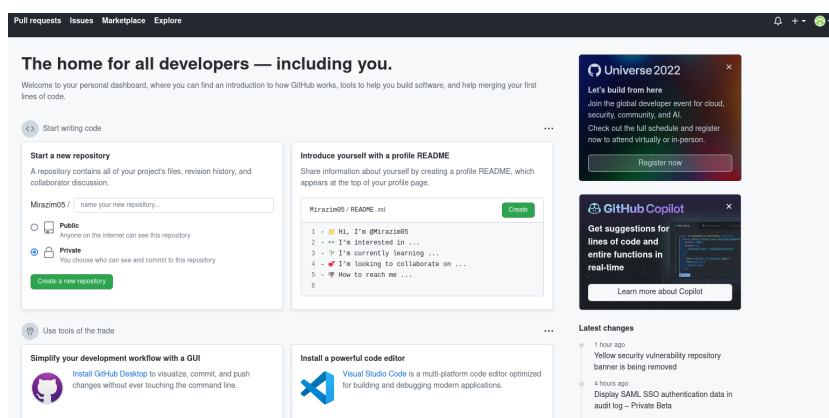 Pull requests Issues Marketplace Explore
The home for all developers — including you.
Welcome to your personal dashboard, where you can find an introduction to how GitHub works, tools to help you build software, and help merging your first
lines of code.
Start writing code
Start a new repository
A repository contains all of your project's files, revision history, and
collaborator discussion.
Mirazim05 / name your new repository...
Public
Anyone on the internet can see this repository
Private
You choose who can see and commit to this repository
Create a new repository
Introduce yourself with a profile README
Share information about yourself by creating a profile README, which
appears at the top of your profile page.
Mirazim05 / README.md Create
1 - 👋 Hi, I'm @Mirazim05
2 - 👀 I'm interested in ...
3 - 🌱 I'm currently learning ...
4 - 💞️ I'm looking to collaborate on ...
5 - 📫 How to reach me ...
6
Use tools of the trade
Simplify your development workflow with a GUI
Install GitHub Desktop to visualize, commit, and push
changes without ever touching the command line.
Install a powerful code editor
Visual Studio Code is a multi-platform code editor optimized
for building and debugging modern applications.
Universe 2022
Let's build from here
Join the global developer event for cloud,
security, community, and AI.
Check out the full schedule and register
now to attend virtually or in-person.
Register now
GitHub Copilot
Get suggestions for
lines of code and
entire functions in
real-time
Learn more about Copilot
Latest changes
1 hour ago
Yellow security vulnerability repository
banner is being removed
4 hours ago
Display SAML SSO authentication data in
audit log – Private Beta